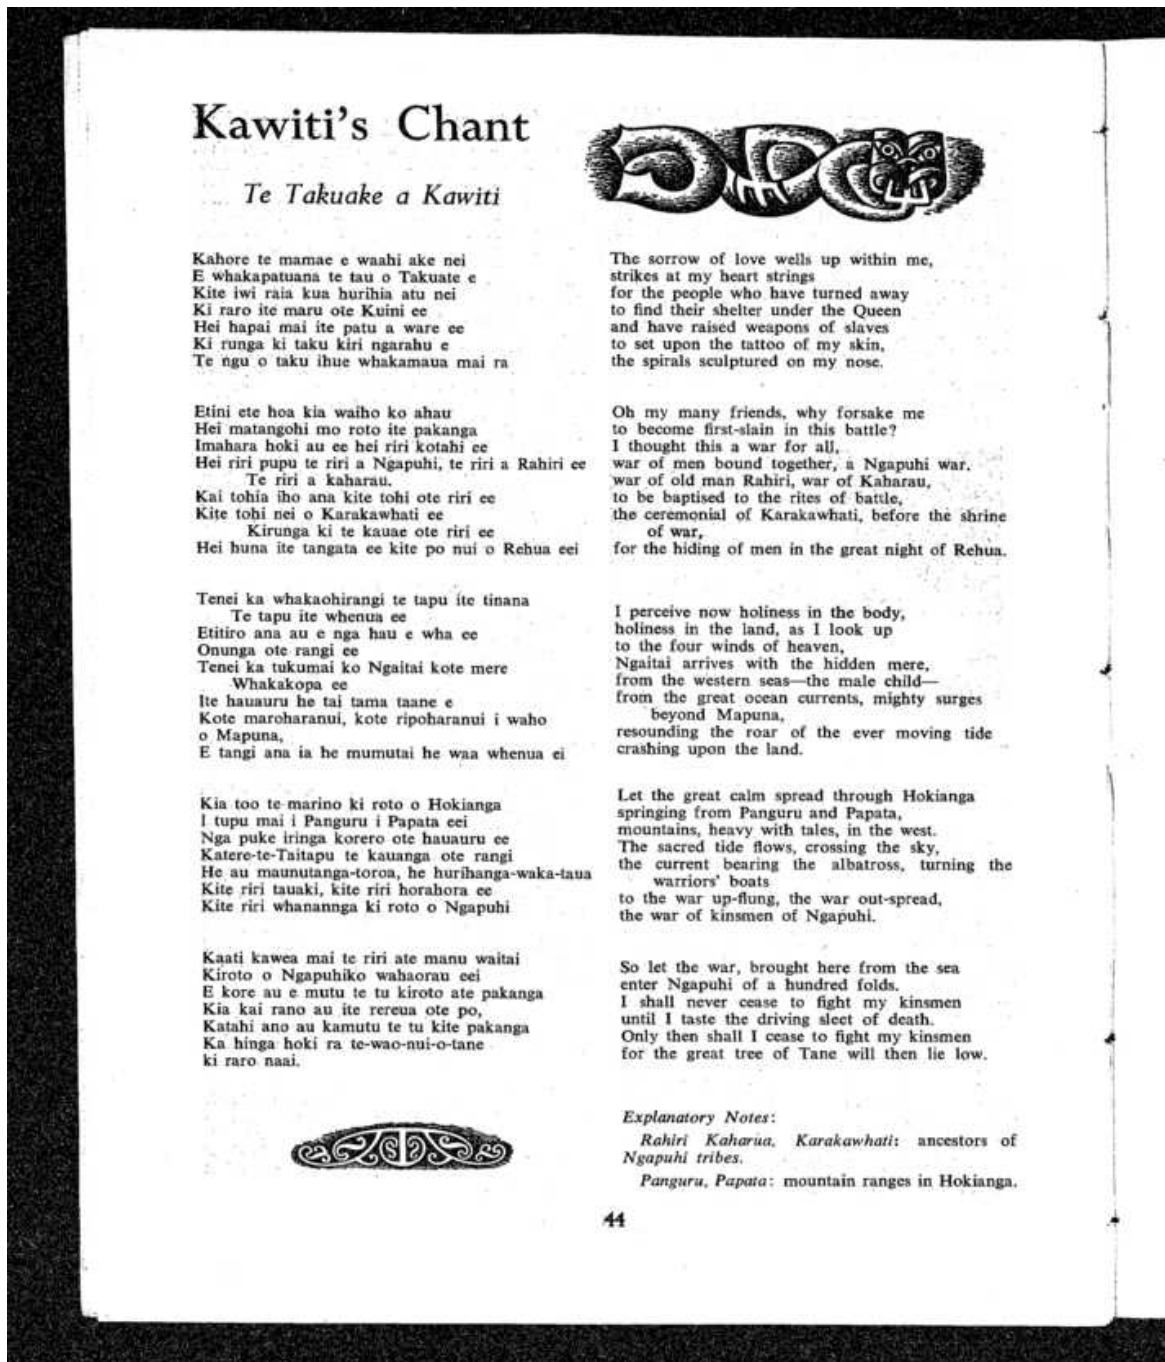 Kawiti's Chant
Te Takuake a Kawiti
Kahore te mamae e waahi ake nei
E whakapatuana te tau o Takuate e
Kite iwi raia kua hurihia atu nei
Ki raro ite maru ote Kuini ee
Hei hapai mai ite patu a ware ee
Ki runga ki taku kiri ngarahu e
Te ngu o taku ihue whakamaua mai ra
Etini ete hoa kia waiho ko ahau
Hei matangohi mo roto ite pakanga
Imahara hoki au ee hei riri kotahi ee
Hei riri pupu te riri a Ngapuhi, te riri a Rahiri ee
Te riri a kaharau.
Kai tohia iho ana kite tohi ote riri ee
Kite tohi nei o Karakawhati ee
Kirunga ki te kauae ote riri ee
Hei huna ite tangata ee kite po nui o Rehua eei
Tenei ka whakaohirangi te tapu ite tinana
Te tapu ite whenua ee
Etitiro ana au e nga hau e wha ee
Onunga ote rangi ee
Tenei ka tukumai ko Ngaitai kote mere
Whakakopa ee
Ite hauauru he tai tama taane e
Kote maroharanui, kote ripoharanui i waho
o Mapuna,
E tangi ana ia he mumutai he waa whenua ei
Kia too te marino ki roto o Hokianga
I tupu mai i Panguru i Papata eei
Nga puke iringa korero ote hauauru ee
Katere-te-Taitapu te kauanga ote rangi
He au maunutanga-toroa, he hurihanga-waka-taua
Kite riri tauaki, kite riri horahora ee
Kite riri whanannga ki roto o Ngapuhi
Kaati kawea mai te riri ate manu waitai
Kiroto o Ngapuhiko wahaorau eei
E kore au e mutu te tu kiroto ate pakanga
Kia kai rano au ite rereua ote po,
Katahi ano au kamutu te tu kite pakanga
Ka hinga hoki ra te-wao-nui-o-tane
ki raro naai.
The sorrow of love wells up within me,
strikes at my heart strings
for the people who have turned away
to find their shelter under the Queen
and have raised weapons of slaves
to set upon the tattoo of my skin,
the spirals sculptured on my nose.
Oh my many friends, why forsake me
to become first-slain in this battle?
I thought this a war for all,
war of men bound together, a Ngapuhi war.
war of old man Rahiri, war of Kaharau,
to be baptised to the rites of battle,
the ceremonial of Karakawhati, before the shrine
of war,
for the hiding of men in the great night of Rehua.
I perceive now holiness in the body,
holiness in the land, as I look up
to the four winds of heaven,
Ngaitai arrives with the hidden mere,
from the western seas—the male child—
from the great ocean currents, mighty surges
beyond Mapuna,
resounding the roar of the ever moving tide
crashing upon the land.
Let the great calm spread through Hokianga
springing from Panguru and Papata,
mountains, heavy with tales, in the west.
The sacred tide flows, crossing the sky,
the current bearing the albatross, turning the
warriors' boats
to the war up-flung, the war out-spread,
the war of kinsmen of Ngapuhi.
So let the war, brought here from the sea
enter Ngapuhi of a hundred folds.
I shall never cease to fight my kinsmen
until I taste the driving sleet of death.
Only then shall I cease to fight my kinsmen
for the great tree of Tane will then lie low.
Explanatory Notes:
Rahiri Kaharua, Karakawhati: ancestors of
Ngapuhi tribes.
Panguru, Papata: mountain ranges in Hokianga.
44